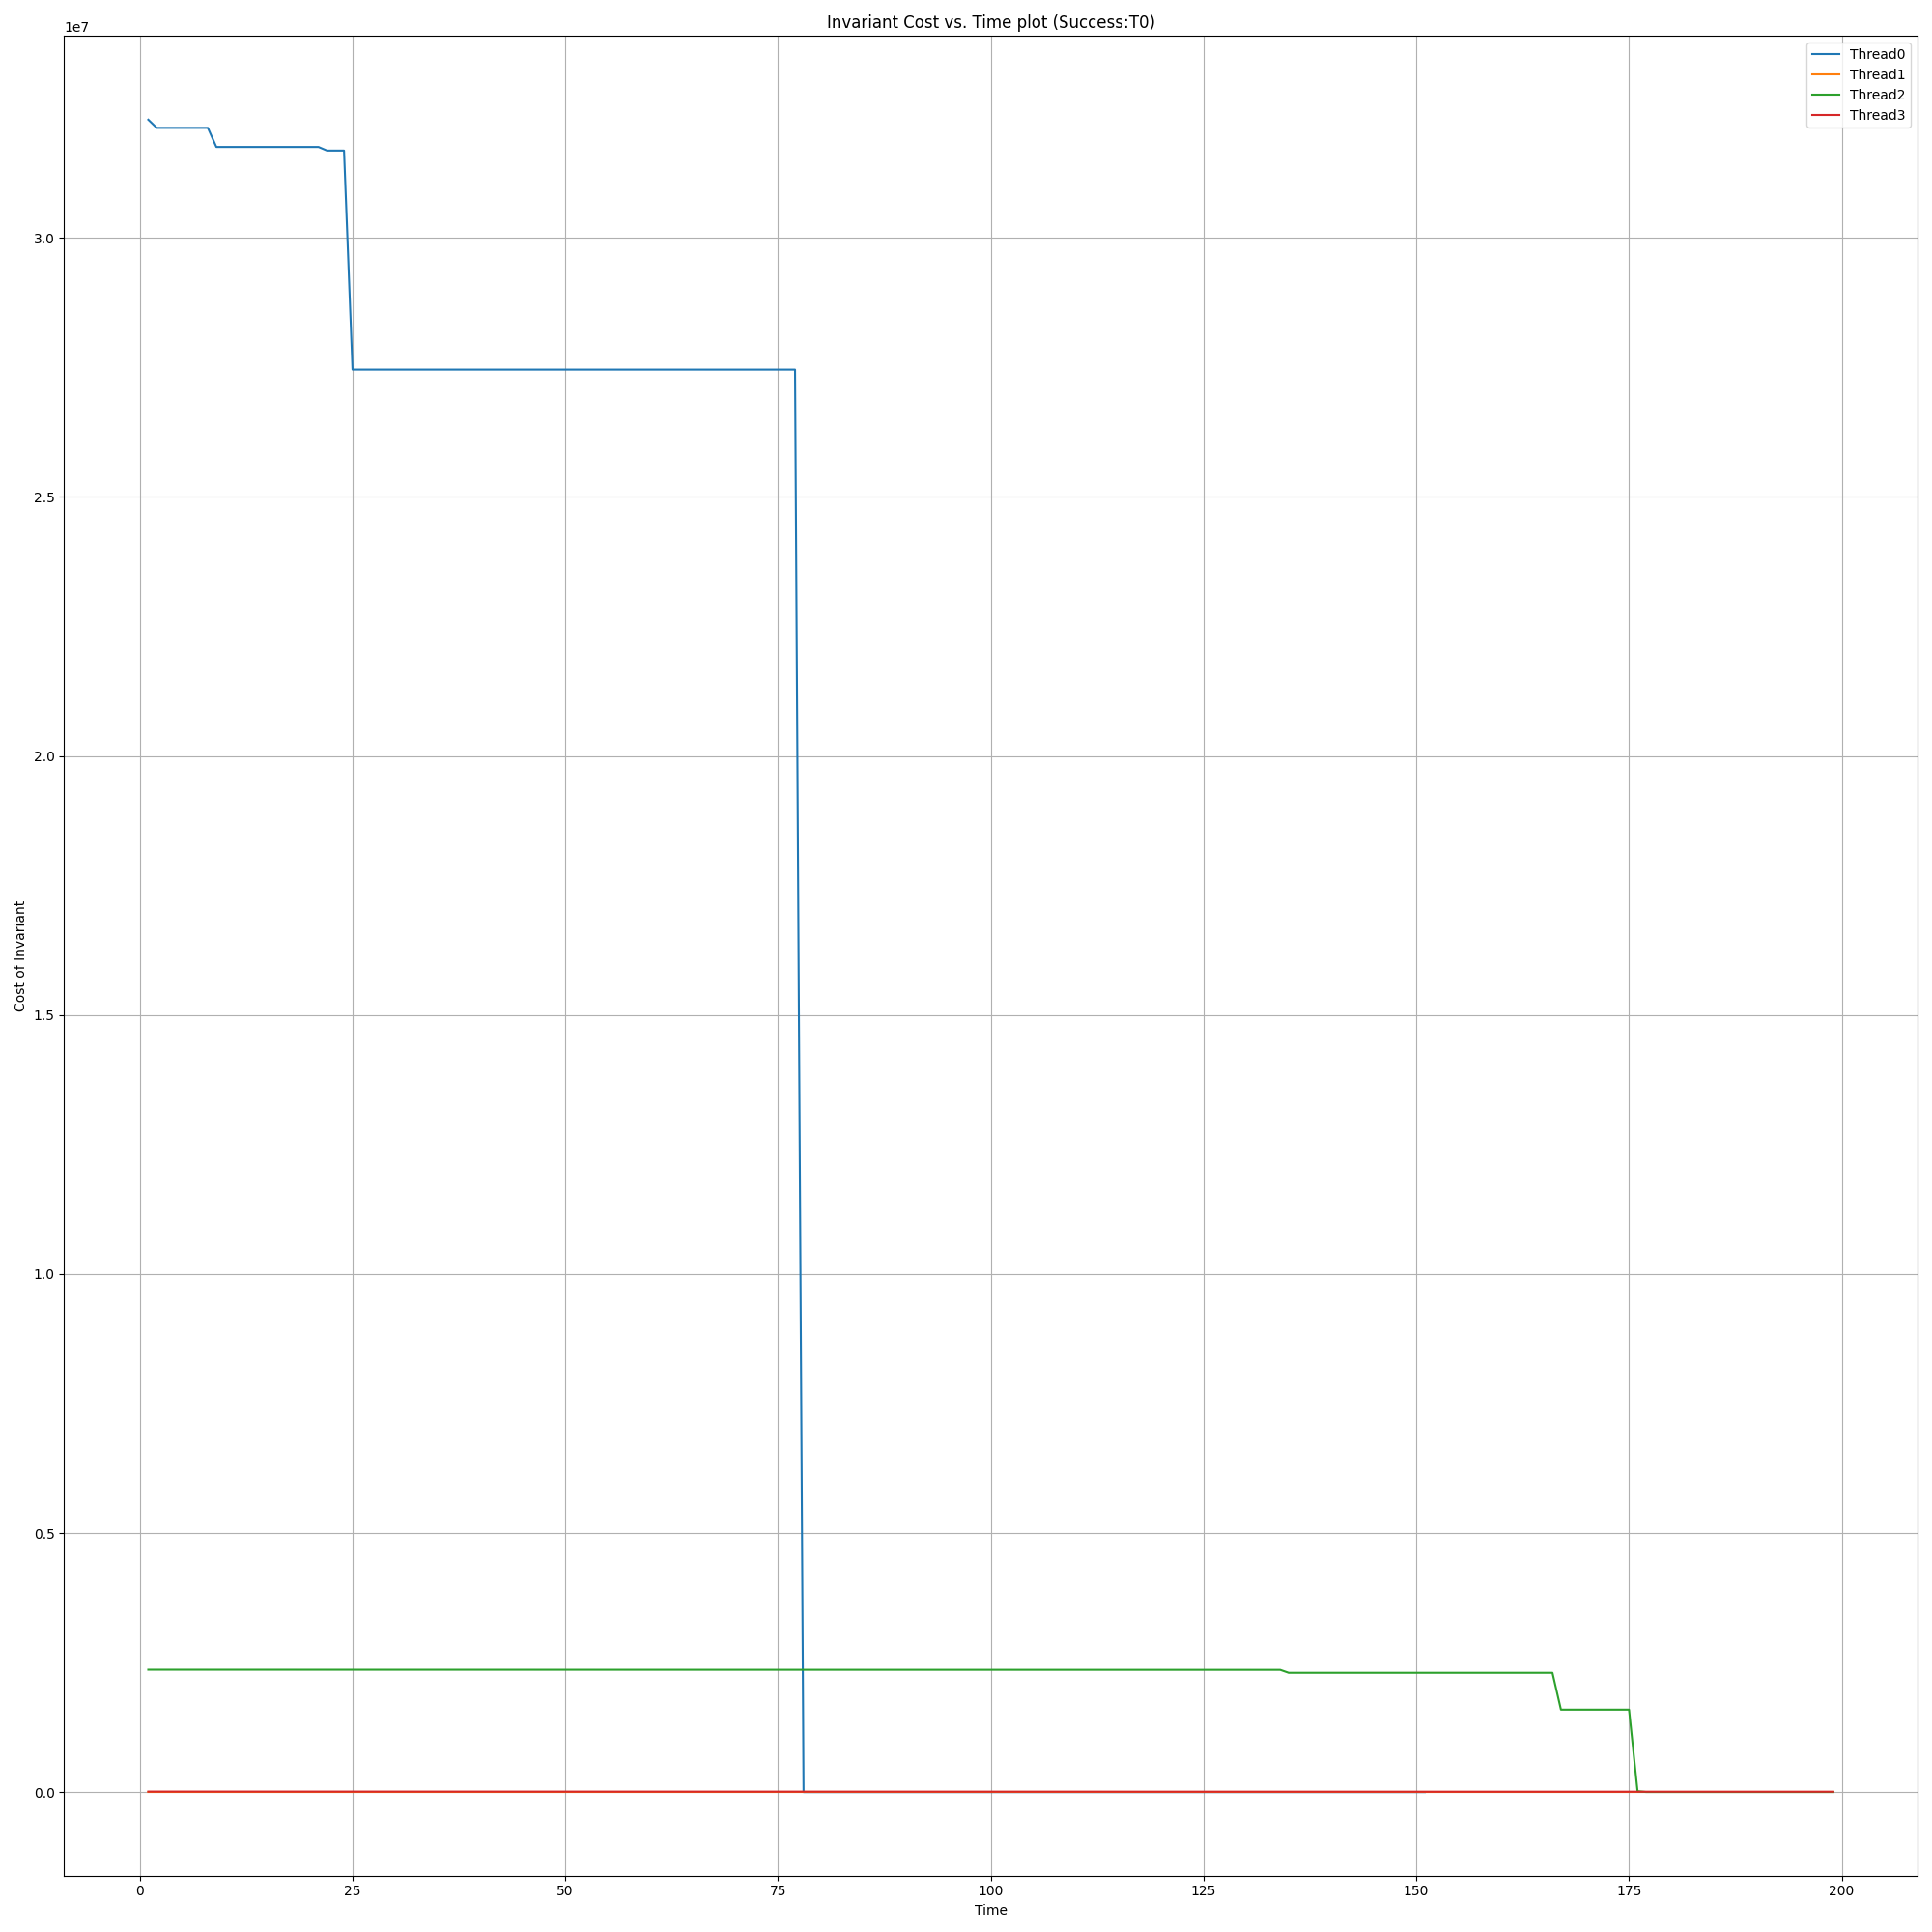 Invariant Cost vs. Time plot (Success:T0)
1e7
Thread0
Thread1
Thread2
Thread3
3.0
2.5
2.0
1.5
1.0
0.5
0.0
Cost of Invariant
0 25 50 75 100 125 150 175 200
Time